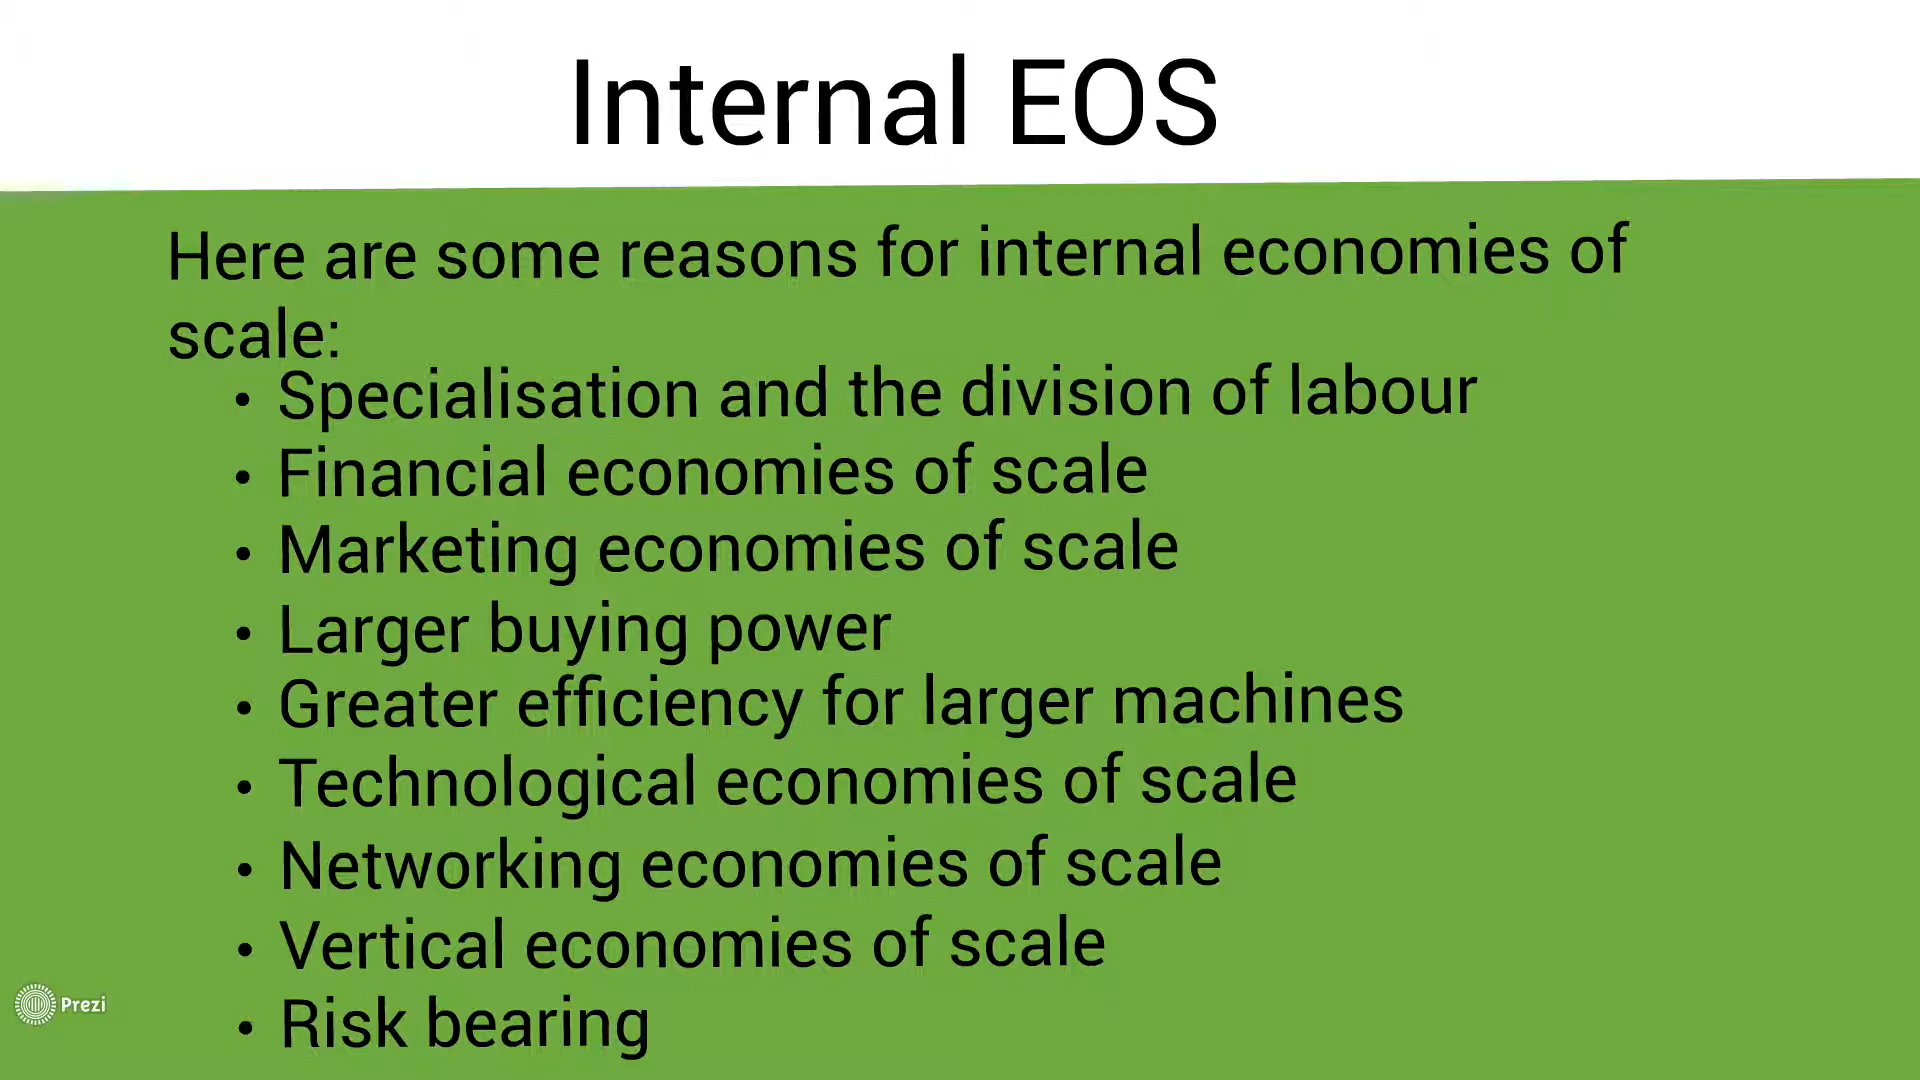 Internal EOS
Here are some reasons for internal economies of
scale:
• Specialisation and the division of labour
• Financial economies of scale
• Marketing economies of scale
• Larger buying power
• Greater efficiency for larger machines
• Technological economies of scale
• Networking economies of scale
• Vertical economies of scale
• Risk bearing
Prezi